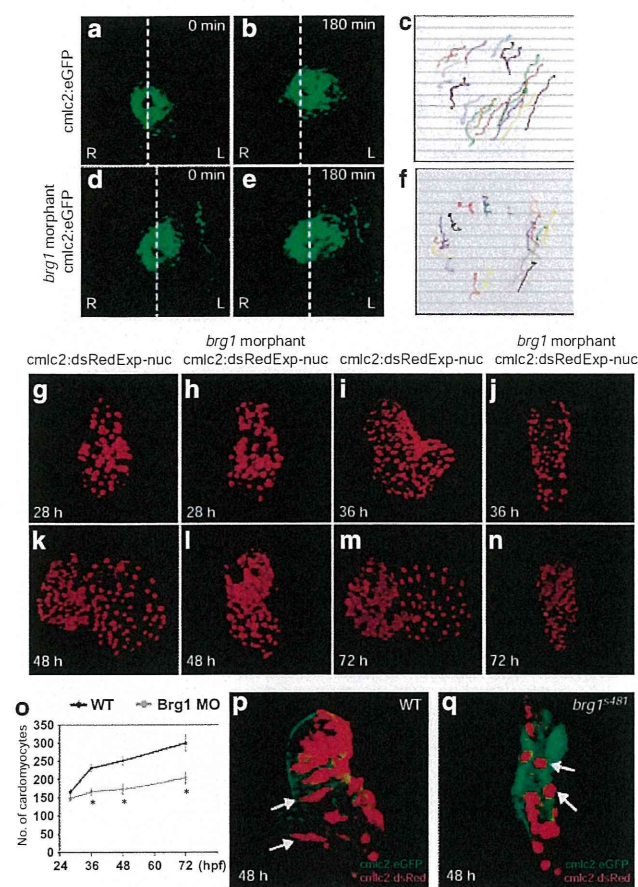 a 0 min b 180 min c
cmlc2:eGFP
R L R L
d 0 min e 180 min f
brg1 morphant
cmlc2:eGFP
R L R L
cmlc2:dsRedExp-nuc
brg1 morphant
cmlc2:dsRedExp-nuc
cmlc2:dsRedExp-nuc
brg1 morphant
cmlc2:dsRedExp-nuc
g h i j
28 h 28 h 36 h 36 h
k l m n
48 h 48 h 72 h 72 h
o WT Brg1 MO
No. of cardomyocytes
350
300
250
200
150
100
50
0
* * *
24 36 48 60 72 (hpf)
p WT
48 h
cmlc2:eGFP
cmlc2:dsRed
q brg1s481
48 h
cmlc2:eGFP
cmlc2:dsRed